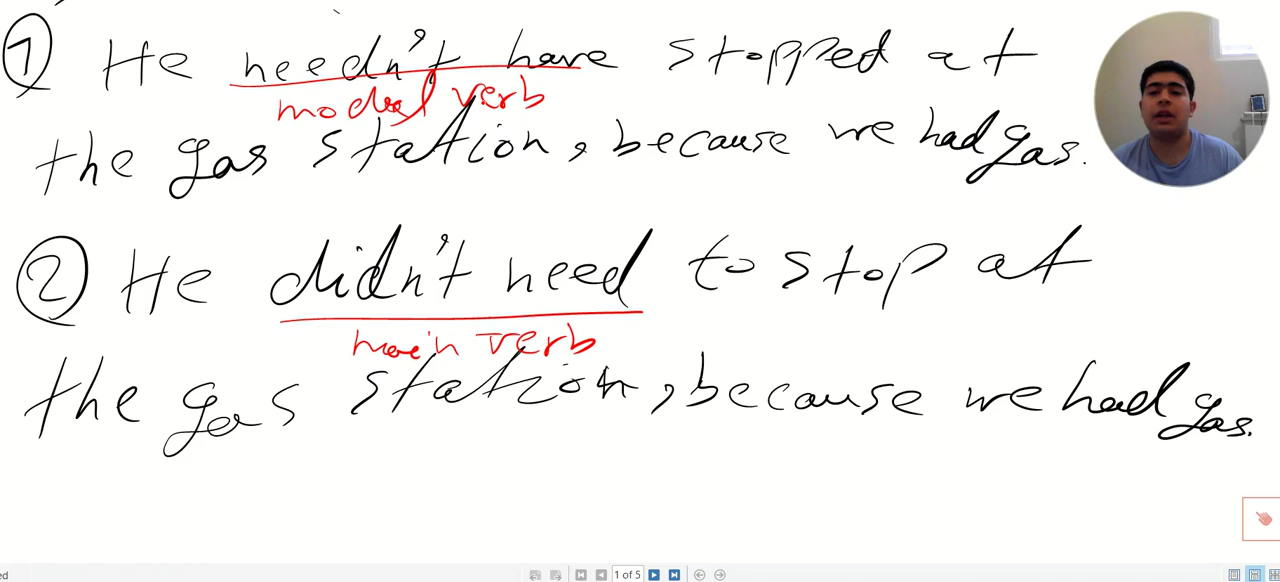 ① He needn't have stopped at
modal verb
the gas station, because we had gas.
② He didn't need to stop at
main verb
the gas station, because we had gas.
ed
1 of 5